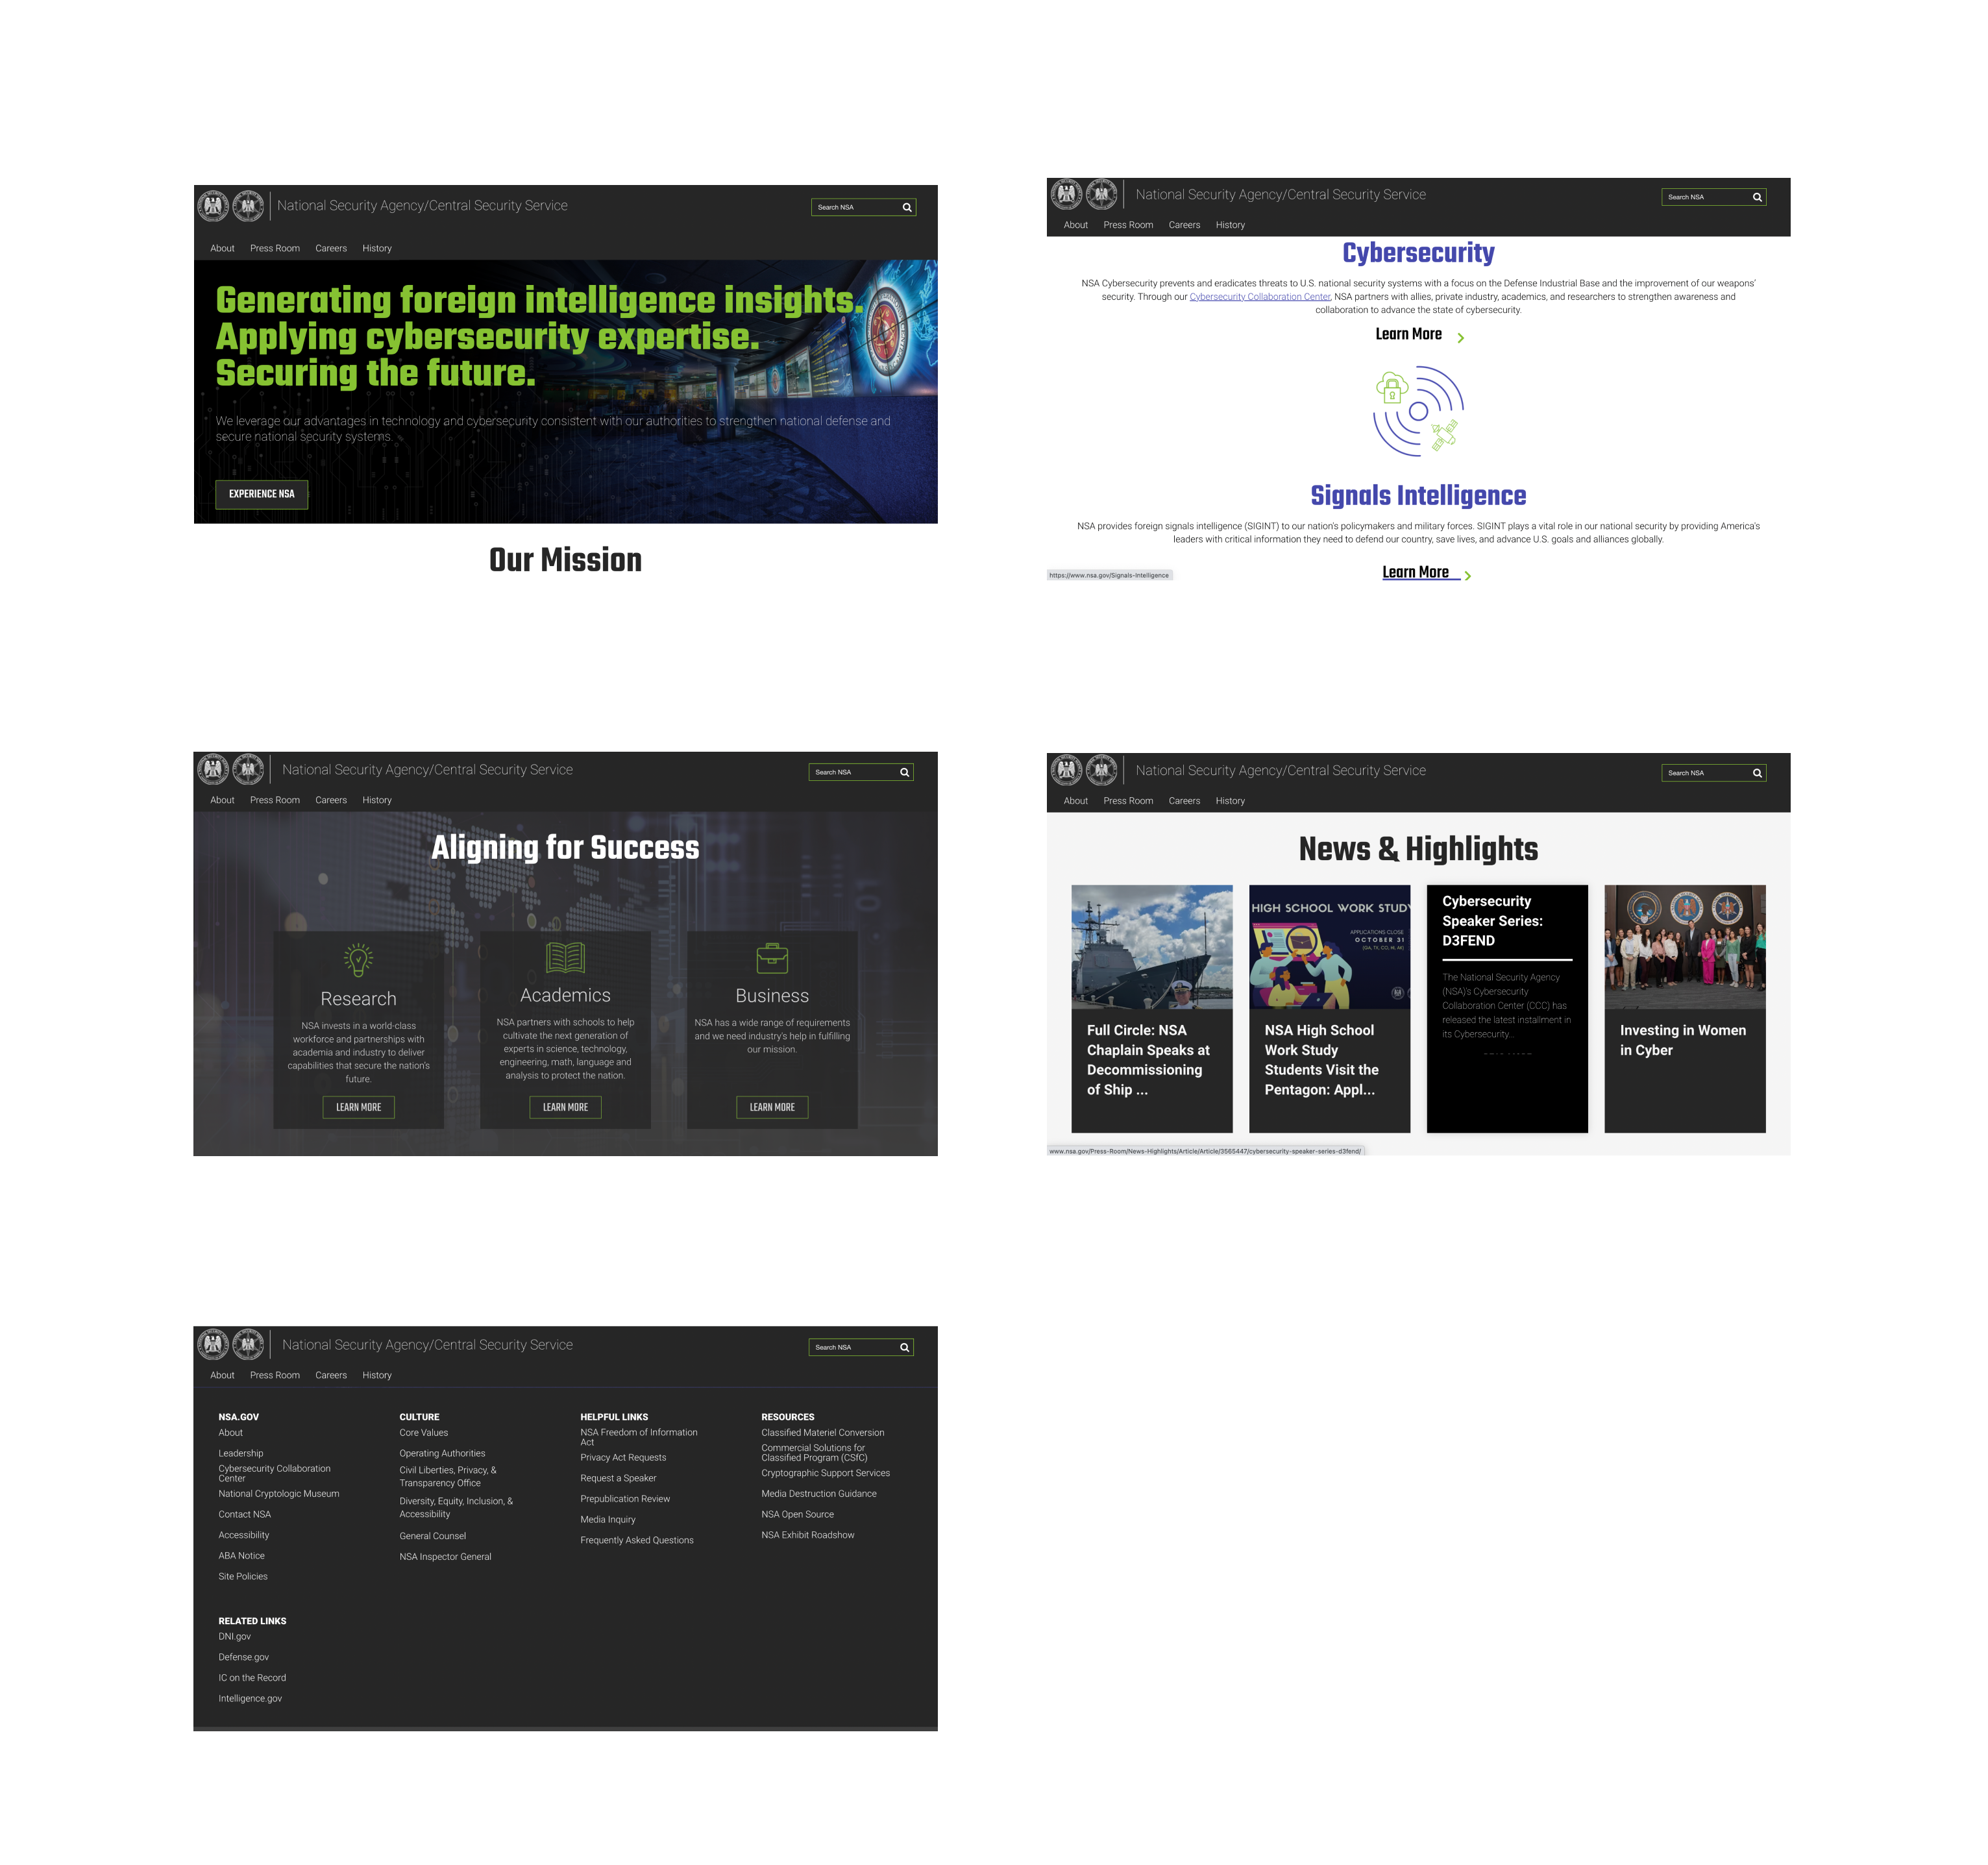 National Security Agency/Central Security Service
Search NSA
About Press Room Careers History
Generating foreign intelligence insights.
Applying cybersecurity expertise.
Securing the future.
We leverage our advantages in technology and cybersecurity consistent with our authorities to strengthen national defense and
secure national security systems.
EXPERIENCE NSA
Our Mission
National Security Agency/Central Security Service
Search NSA
About Press Room Careers History
Cybersecurity
NSA Cybersecurity prevents and eradicates threats to U.S. national security systems with a focus on the Defense Industrial Base and the improvement of our weapons'
security. Through our Cybersecurity Collaboration Center, NSA partners with allies, private industry, academics, and researchers to strengthen awareness and
collaboration to advance the state of cybersecurity.
Learn More
Signals Intelligence
NSA provides foreign signals intelligence (SIGINT) to our nation's policymakers and military forces. SIGINT plays a vital role in our national security by providing America's
leaders with critical information they need to defend our country, save lives, and advance U.S. goals and alliances globally.
Learn More
https://www.nsa.gov/Signals-Intelligence
National Security Agency/Central Security Service
Search NSA
About Press Room Careers History
Aligning for Success
Research
NSA invests in a world-class
workforce and partnerships with
academia and industry to deliver
capabilities that secure the nation's
future.
LEARN MORE
Academics
NSA partners with schools to help
cultivate the next generation of
experts in science, technology,
engineering, math, language and
analysis to protect the nation.
LEARN MORE
Business
NSA has a wide range of requirements
and we need industry's help in fulfilling
our mission.
LEARN MORE
National Security Agency/Central Security Service
Search NSA
About Press Room Careers History
News & Highlights
Full Circle: NSA
Chaplain Speaks at
Decommissioning
of Ship ...
HIGH SCHOOL WORK STUDY
APPLICATIONS CLOSE
OCTOBER 31
(GA, TX, CO, HI, AK)
NSA High School
Work Study
Students Visit the
Pentagon: Appl...
Cybersecurity
Speaker Series:
D3FEND
The National Security Agency
(NSA)'s Cybersecurity
Collaboration Center (CCC) has
released the latest installment in
its Cybersecurity...
Investing in Women
in Cyber
www.nsa.gov/Press-Room/News-Highlights/Article/Article/3565447/cybersecurity-speaker-series-d3fend/
National Security Agency/Central Security Service
Search NSA
About Press Room Careers History
NSA.GOV
About
Leadership
Cybersecurity Collaboration
Center
National Cryptologic Museum
Contact NSA
Accessibility
ABA Notice
Site Policies
CULTURE
Core Values
Operating Authorities
Civil Liberties, Privacy, &
Transparency Office
Diversity, Equity, Inclusion, &
Accessibility
General Counsel
NSA Inspector General
HELPFUL LINKS
NSA Freedom of Information
Act
Privacy Act Requests
Request a Speaker
Prepublication Review
Media Inquiry
Frequently Asked Questions
RESOURCES
Classified Materiel Conversion
Commercial Solutions for
Classified Program (CSfC)
Cryptographic Support Services
Media Destruction Guidance
NSA Open Source
NSA Exhibit Roadshow
RELATED LINKS
DNI.gov
Defense.gov
IC on the Record
Intelligence.gov